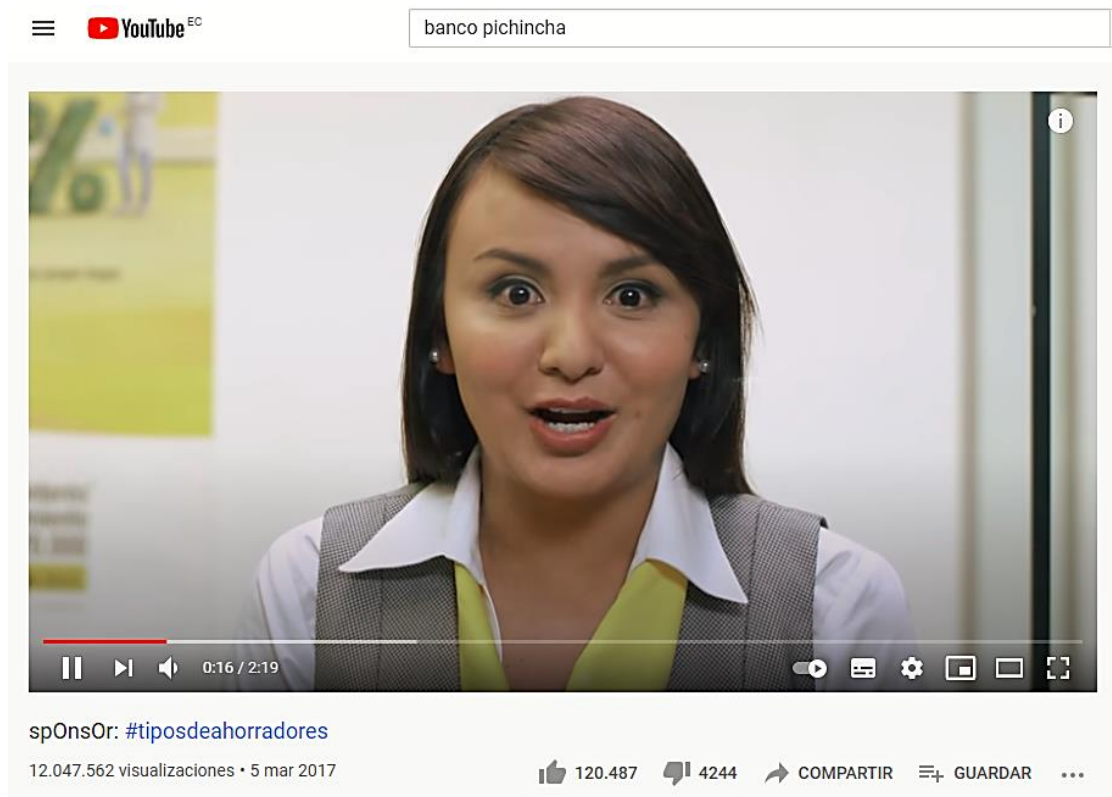 YouTube EC
banco pichincha
%
0:16 / 2:19
spOnsOr: #tiposdeahorradores
12.047.562 visualizaciones • 5 mar 2017
120.487
4244
COMPARTIR
GUARDAR